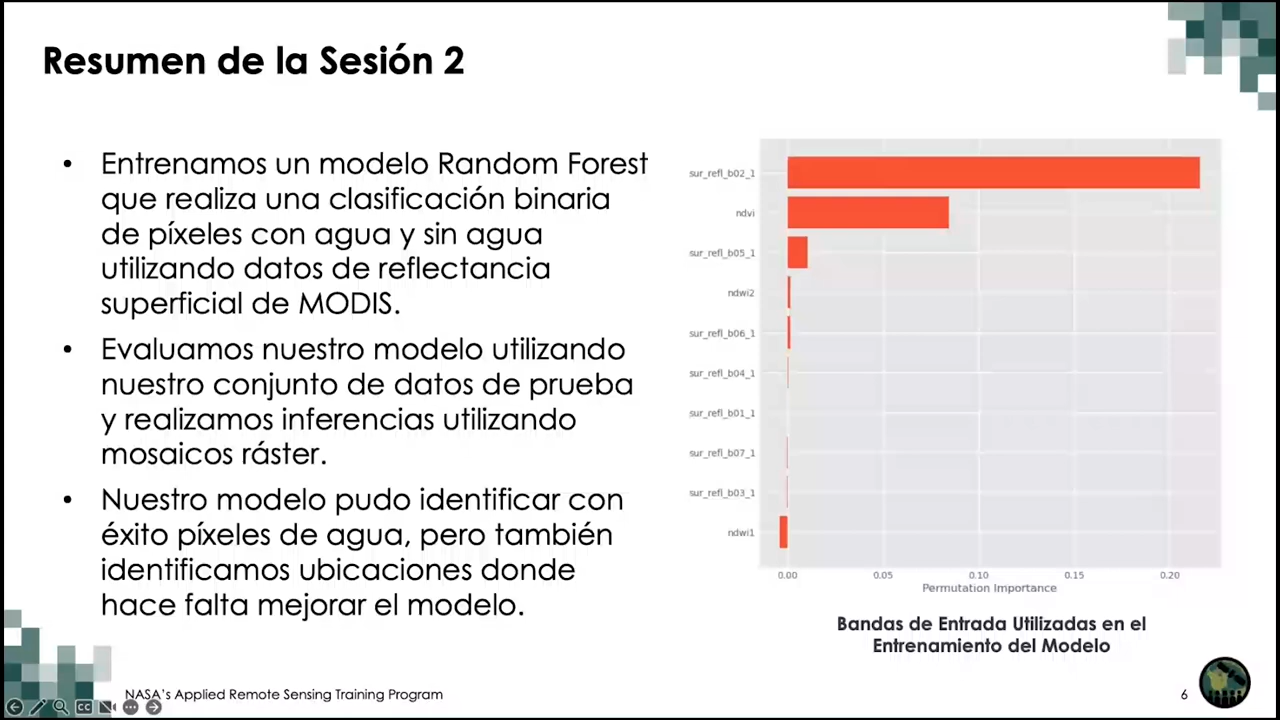 Resumen de la Sesión 2
• Entrenamos un modelo Random Forest
que realiza una clasificación binaria
de píxeles con agua y sin agua
utilizando datos de reflectancia
superficial de MODIS.
• Evaluamos nuestro modelo utilizando
nuestro conjunto de datos de prueba
y realizamos inferencias utilizando
mosaicos ráster.
• Nuestro modelo pudo identificar con
éxito píxeles de agua, pero también
identificamos ubicaciones donde
hace falta mejorar el modelo.
sur_refl_b02_1
ndvi
sur_refl_b05_1
ndwi2
sur_refl_b06_1
sur_refl_b04_1
sur_refl_b01_1
sur_refl_b07_1
sur_refl_b03_1
ndwi1
0.00 0.05 0.10 0.15 0.20
Permutation Importance
Bandas de Entrada Utilizadas en el
Entrenamiento del Modelo
NASA's Applied Remote Sensing Training Program
6
CC